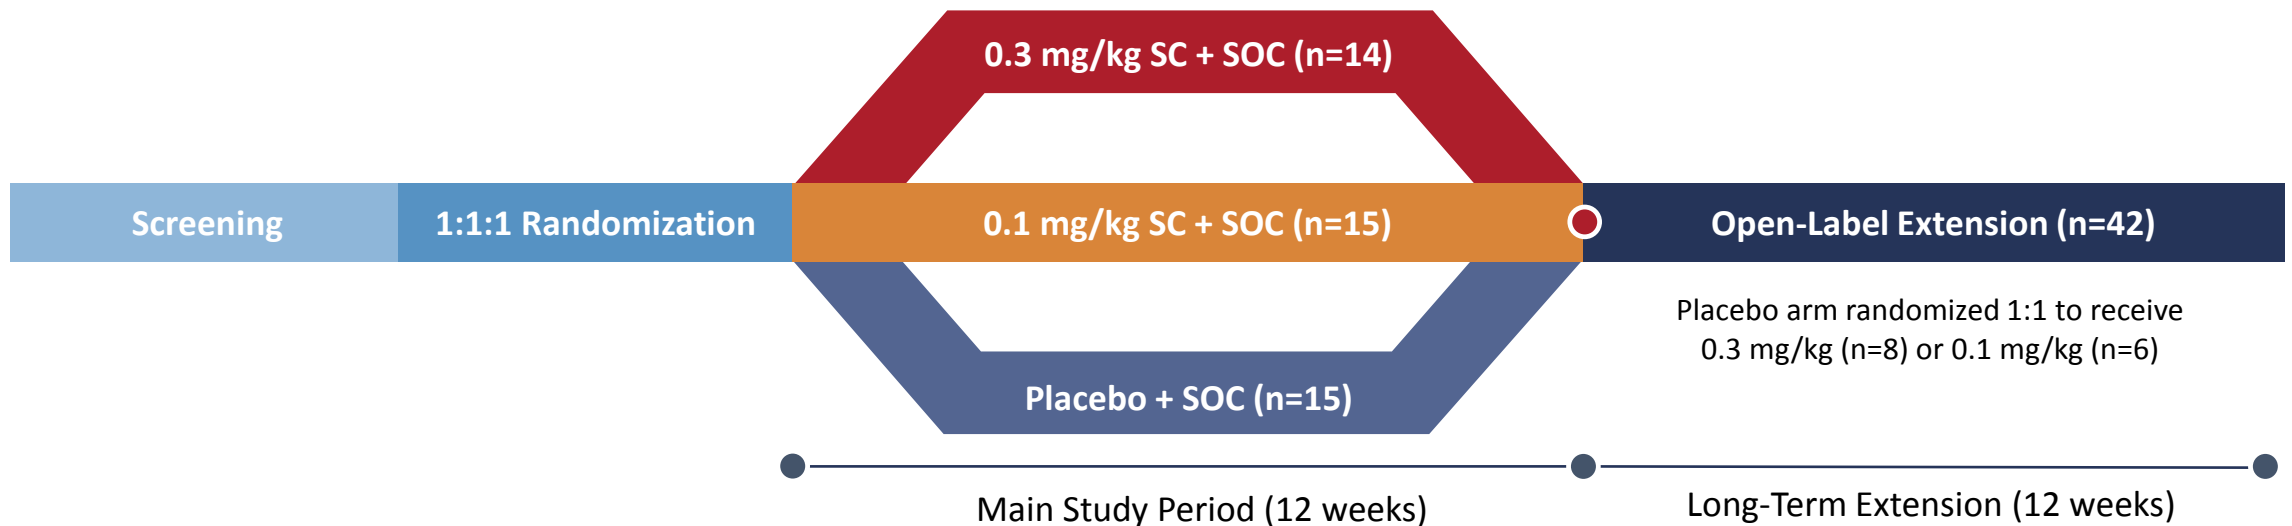 0.3 mg/kg SC + SOC (n=14)
Screening
1:1:1 Randomization
0.1 mg/kg SC + SOC (n=15)
Open-Label Extension (n=42)
Placebo arm randomized 1:1 to receive
0.3 mg/kg (n=8) or 0.1 mg/kg (n=6)
Placebo + SOC (n=15)
Main Study Period (12 weeks)
Long-Term Extension (12 weeks)